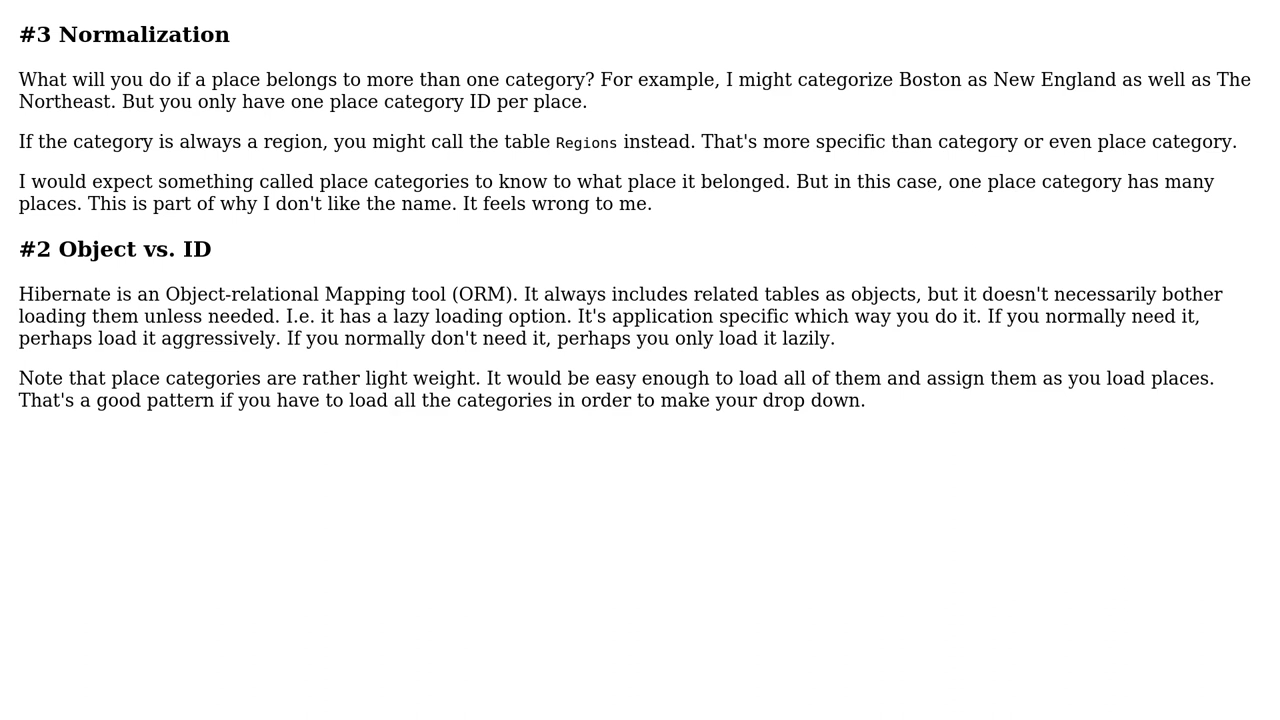 #3 Normalization
What will you do if a place belongs to more than one category? For example, I might categorize Boston as New England as well as The
Northeast. But you only have one place category ID per place.
If the category is always a region, you might call the table Regions instead. That's more specific than category or even place category.
I would expect something called place categories to know to what place it belonged. But in this case, one place category has many
places. This is part of why I don't like the name. It feels wrong to me.
#2 Object vs. ID
Hibernate is an Object-relational Mapping tool (ORM). It always includes related tables as objects, but it doesn't necessarily bother
loading them unless needed. I.e. it has a lazy loading option. It's application specific which way you do it. If you normally need it,
perhaps load it aggressively. If you normally don't need it, perhaps you only load it lazily.
Note that place categories are rather light weight. It would be easy enough to load all of them and assign them as you load places.
That's a good pattern if you have to load all the categories in order to make your drop down.